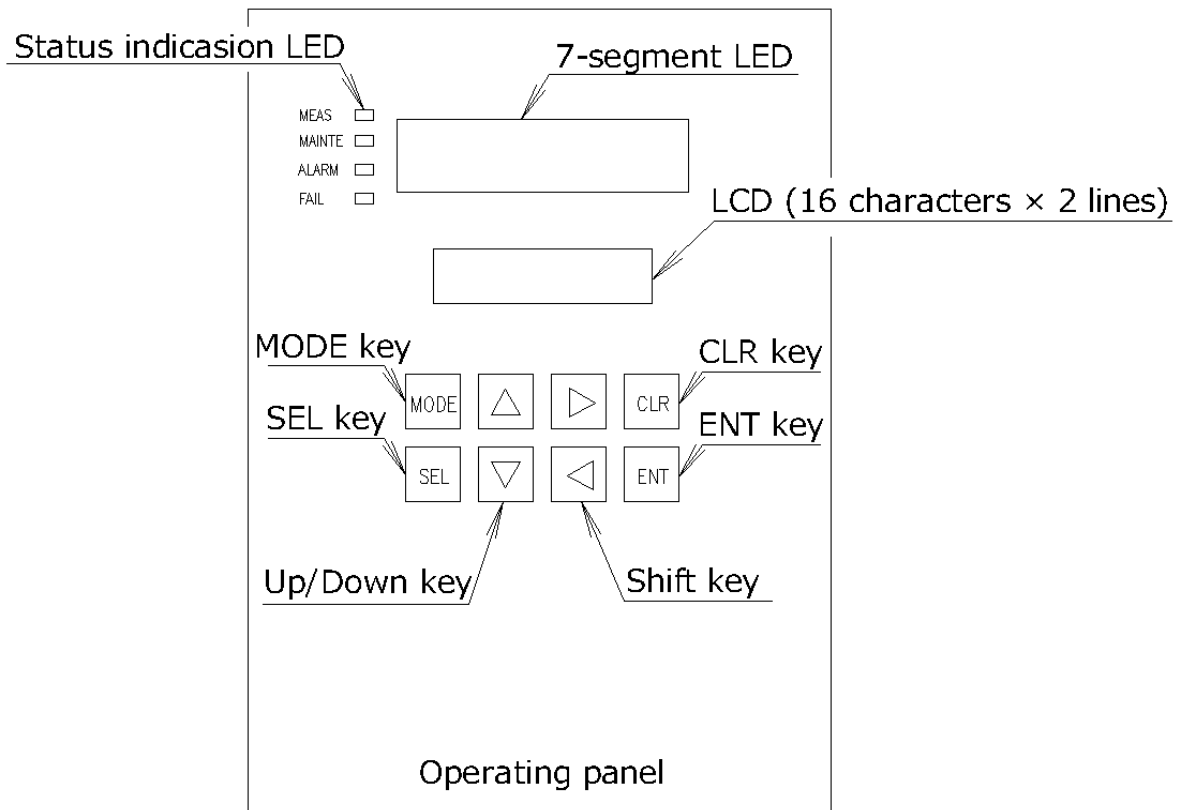 Status indicasion LED
7-segment LED
MEAS
MAINTE
ALARM
FAIL
LCD (16 characters × 2 lines)
MODE key
CLR key
MODE
CLR
SEL key
ENT key
SEL
ENT
Up/Down key
Shift key
Operating panel